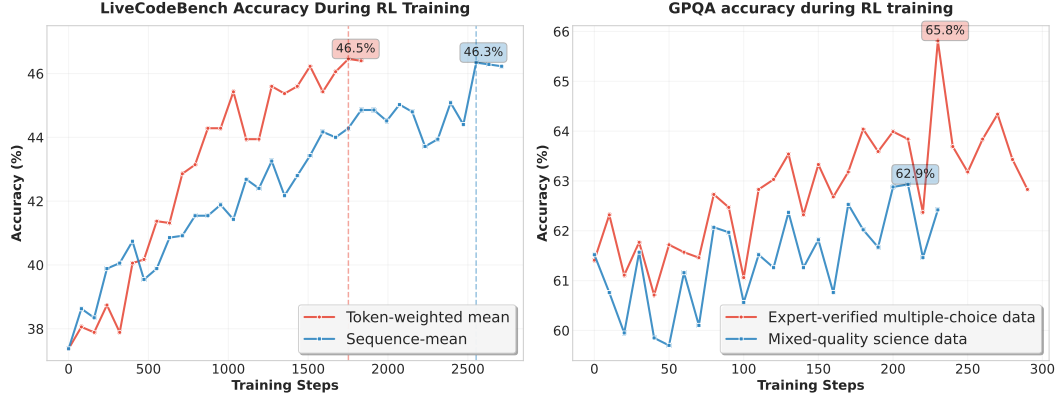 LiveCodeBench Accuracy During RL Training
46.5%
46.3%
46
44
42
40
38
Accuracy (%)
Token-weighted mean
Sequence-mean
0
500
1000
1500
2000
2500
Training Steps
GPQA accuracy during RL training
65.8%
62.9%
66
65
64
63
62
61
60
Accuracy (%)
Expert-verified multiple-choice data
Mixed-quality science data
0
50
100
150
200
250
300
Training Steps